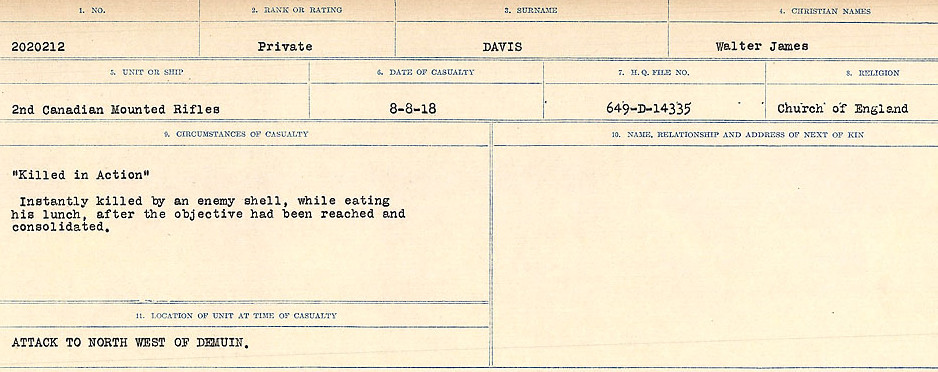 1. NO. 2. RANK OR RATING 3. SURNAME 4. CHRISTIAN NAMES
2020212 Private DAVIS Walter James
5. UNIT OR SHIP 6. DATE OF CASUALTY 7. H. Q. FILE NO. 8. RELIGION
2nd Canadian Mounted Rifles 8-8-18 649-D-14335 Church of England
9. CIRCUMSTANCES OF CASUALTY 10. NAME, RELATIONSHIP AND ADDRESS OF NEXT OF KIN
"Killed in Action"
Instantly killed by an enemy shell, while eating
his lunch, after the objective had been reached and
consolidated.
11. LOCATION OF UNIT AT TIME OF CASUALTY
ATTACK TO NORTH WEST OF DEMUIN.